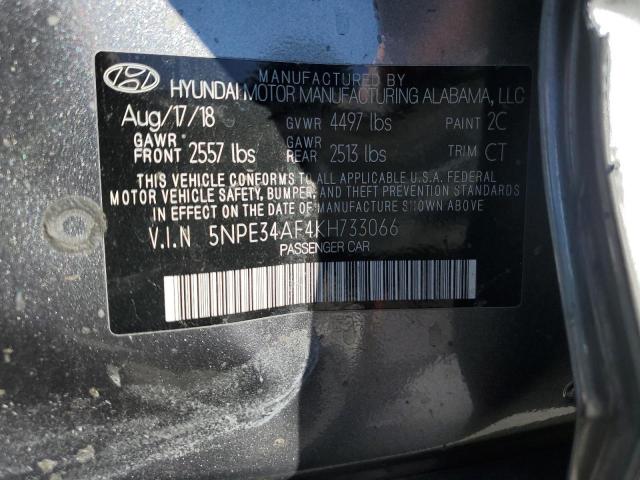 MANUFACTURED BY
HYUNDAI MOTOR MANUFACTURING ALABAMA, LLC
Aug/17/18 GVWR 4497 lbs PAINT 2C
GAWR FRONT 2557 lbs GAWR REAR 2513 lbs TRIM CT
THIS VEHICLE CONFORMS TO ALL APPLICABLE U.S.A. FEDERAL
MOTOR VEHICLE SAFETY, BUMPER, AND THEFT PREVENTION STANDARDS
IN EFFECT ON THE DATE OF MANUFACTURE SHOWN ABOVE.
V.I.N 5NPE34AF4KH733066
PASSENGER CAR